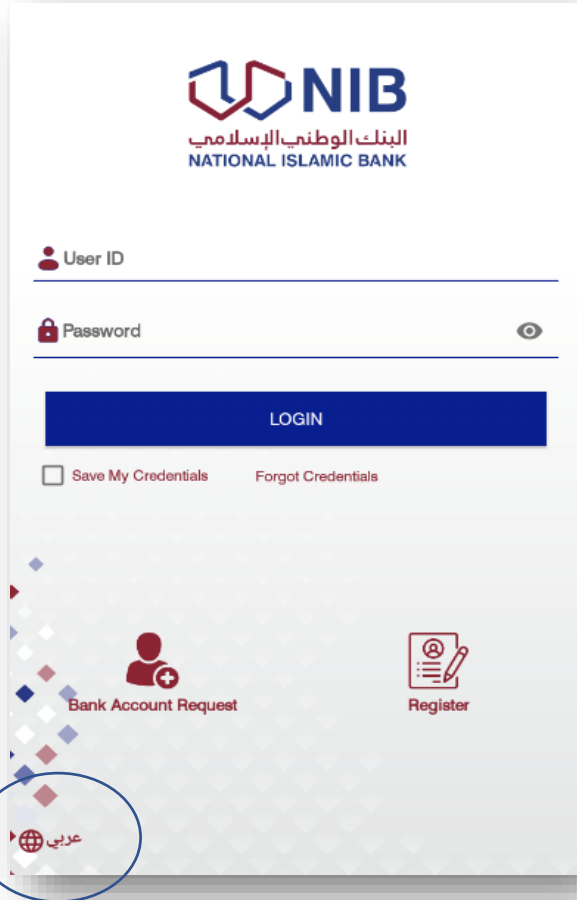 NIB
البنك الوطني الإسلامي
NATIONAL ISLAMIC BANK
User ID
Password
LOGIN
Save My Credentials Forgot Credentials
Bank Account Request Register
عربي